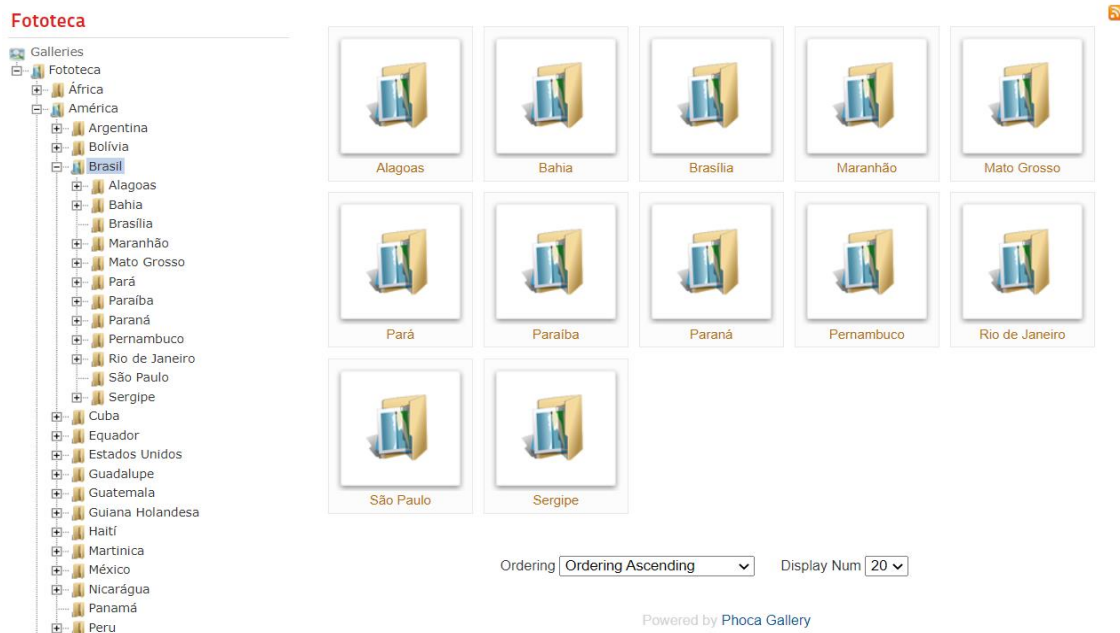 Fototeca
Galleries
Fototeca
África
América
Argentina
Bolívia
Brasil
Alagoas
Bahia
Brasília
Maranhão
Mato Grosso
Pará
Paraíba
Paraná
Pernambuco
Rio de Janeiro
São Paulo
Sergipe
Cuba
Equador
Estados Unidos
Guadalupe
Guatemala
Guiana Holandesa
Haití
Martinica
México
Nicarágua
Panamá
Peru
Alagoas Bahia Brasília Maranhão Mato Grosso
Pará Paraíba Paraná Pernambuco Rio de Janeiro
São Paulo Sergipe
Ordering Ordering Ascending Display Num 20
Powered by Phoca Gallery